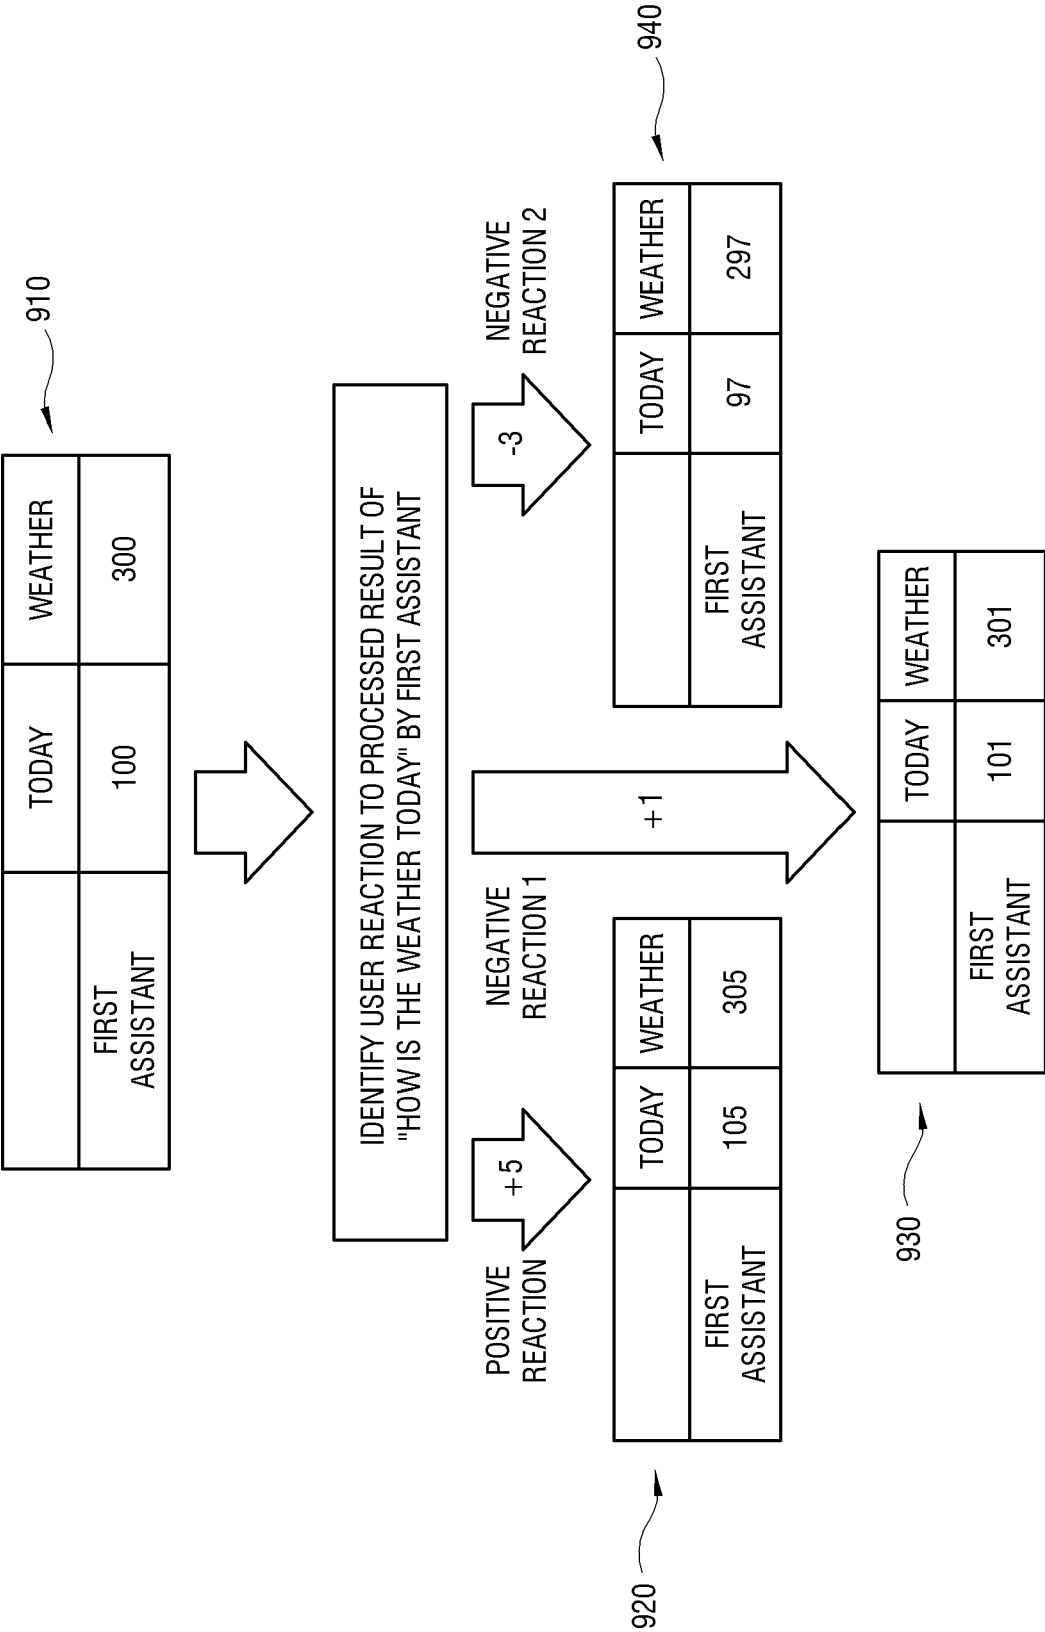 910
TODAY WEATHER
FIRST
ASSISTANT
100 300
IDENTIFY USER REACTION TO PROCESSED RESULT OF
"HOW IS THE WEATHER TODAY" BY FIRST ASSISTANT
POSITIVE
REACTION
+5
NEGATIVE
REACTION 1
+1
NEGATIVE
REACTION 2
-3
920
TODAY WEATHER
FIRST
ASSISTANT
105 305
940
TODAY WEATHER
FIRST
ASSISTANT
97 297
930
TODAY WEATHER
FIRST
ASSISTANT
101 301